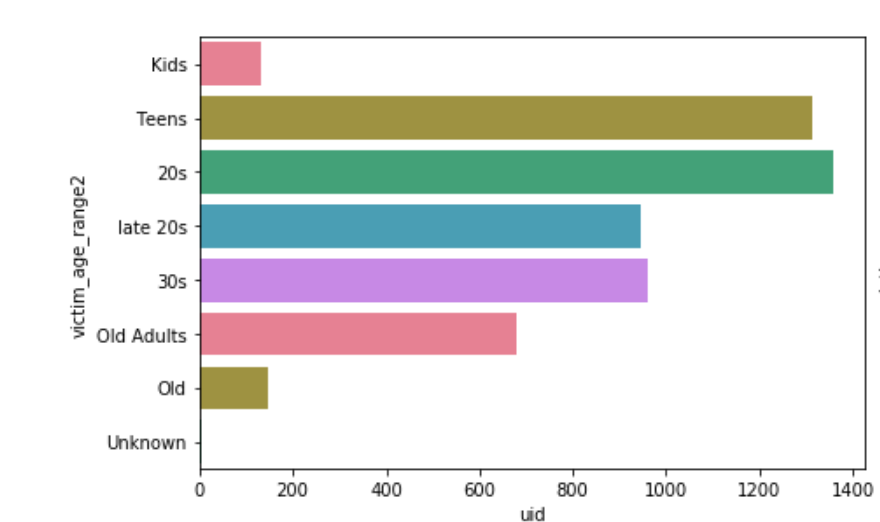 Kids
Teens
20s
late 20s
30s
Old Adults
Old
Unknown
victim_age_range2
0 200 400 600 800 1000 1200 1400
uid